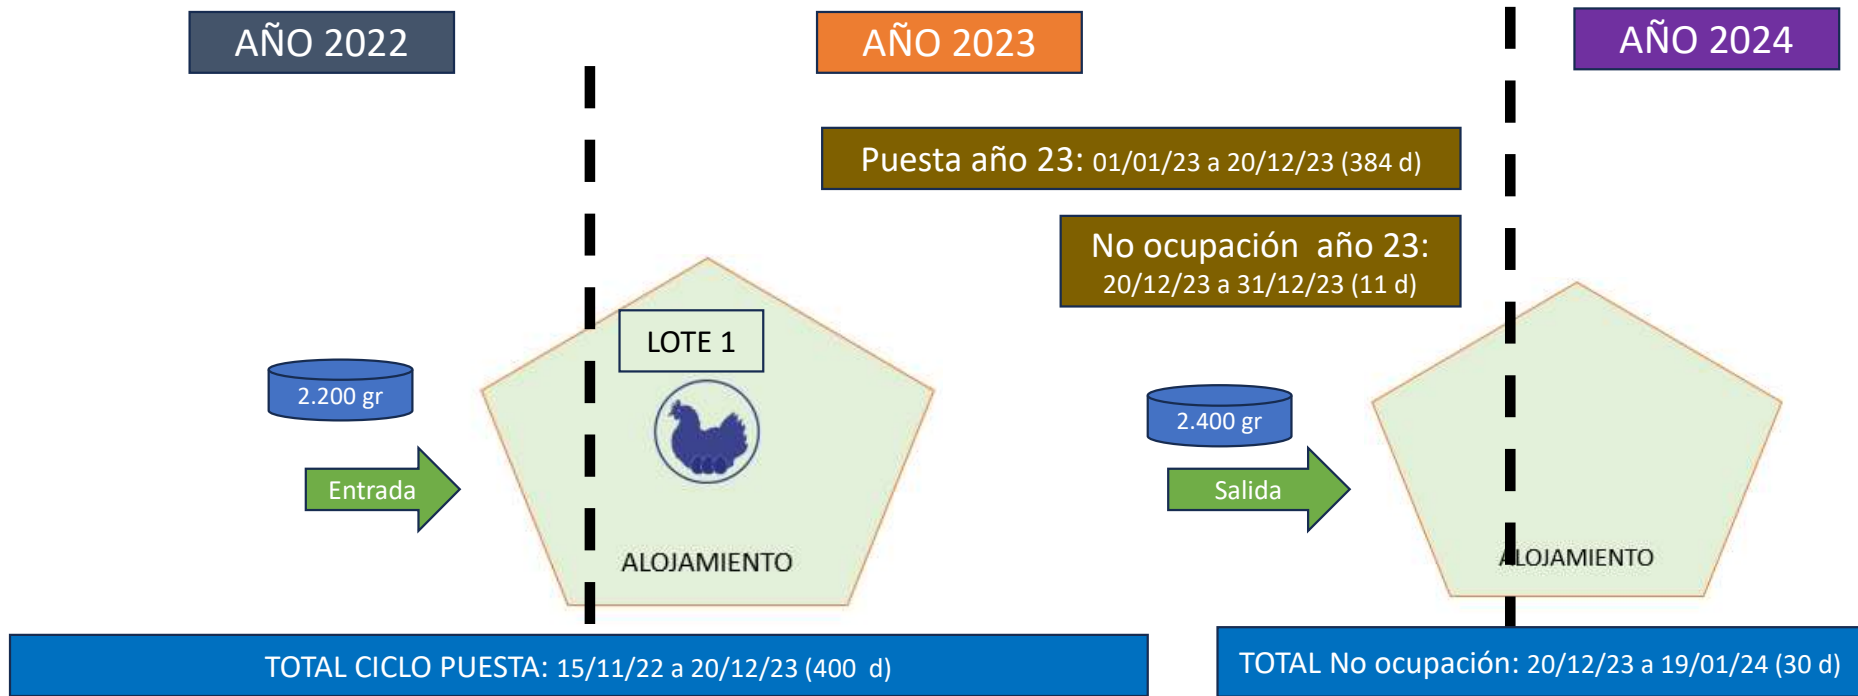 AÑO 2022
AÑO 2023
AÑO 2024
Puesta año 23: 01/01/23 a 20/12/23 (384 d)
No ocupación año 23:
20/12/23 a 31/12/23 (11 d)
LOTE 1
2.200 gr
2.400 gr
Entrada
Salida
ALOJAMIENTO
ALOJAMIENTO
TOTAL CICLO PUESTA: 15/11/22 a 20/12/23 (400 d)
TOTAL No ocupación: 20/12/23 a 19/01/24 (30 d)